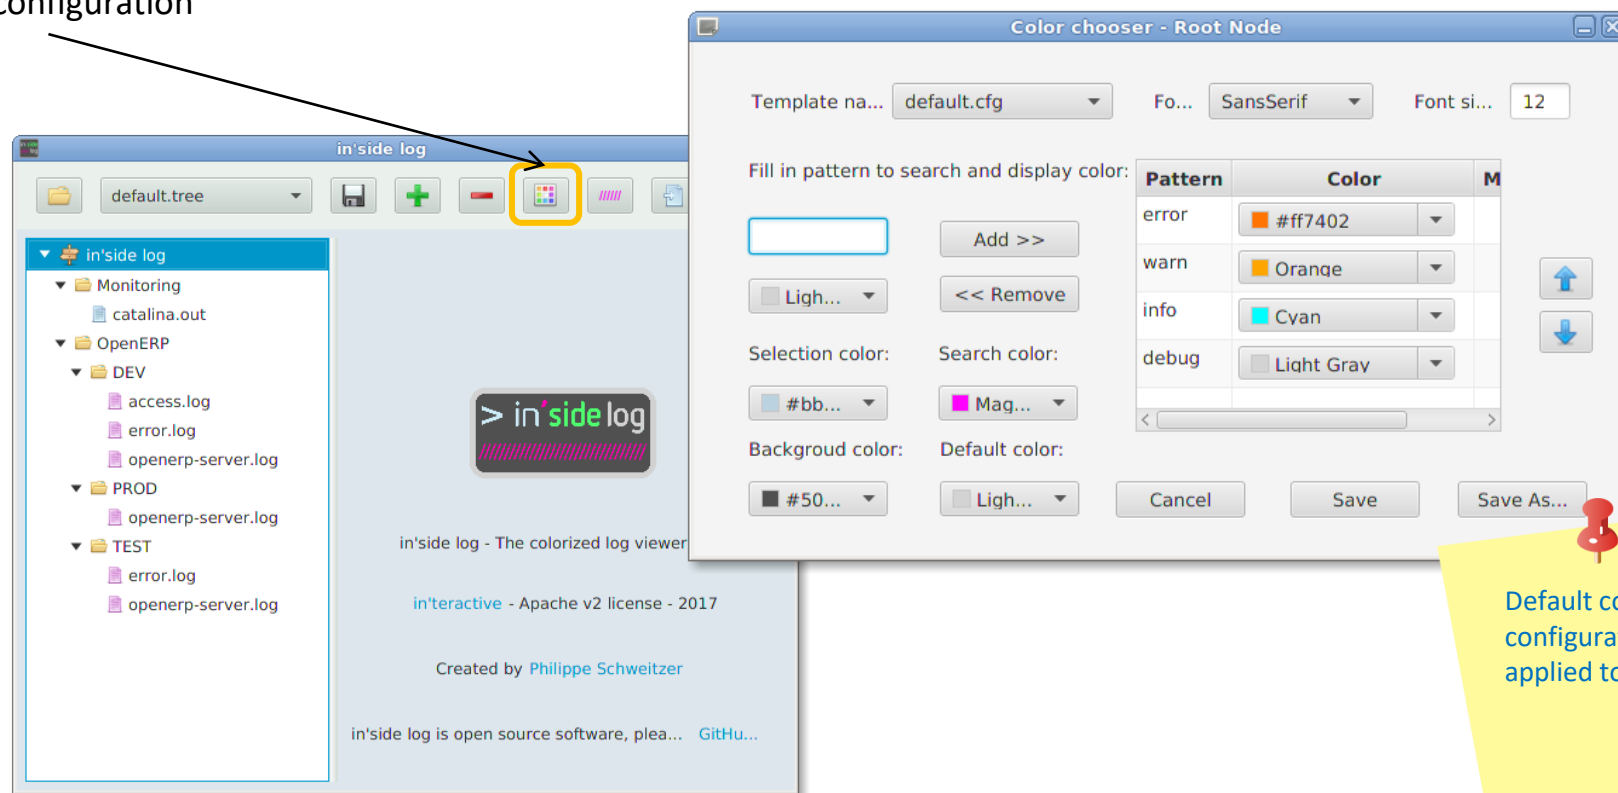 configuration
Color chooser - Root Node
Template na... default.cfg Fo... SansSerif Font si... 12
Fill in pattern to search and display color:
Pattern Color M
error #ff7402
Add >>
warn Orange
Ligh... << Remove
info Cyan
Selection color: Search color:
debug Light Gray
#bb... Mag...
Backgroud color: Default color:
#50... Ligh... Cancel Save Save As...
in'side log
default.tree
in'side log
Monitoring
catalina.out
OpenERP
DEV
access.log
error.log
openerp-server.log
PROD
openerp-server.log
TEST
error.log
openerp-server.log
> in'side log
in'side log - The colorized log viewer
in'teractive - Apache v2 license - 2017
Created by Philippe Schweitzer
in'side log is open source software, plea... GitHu...
Default
applied